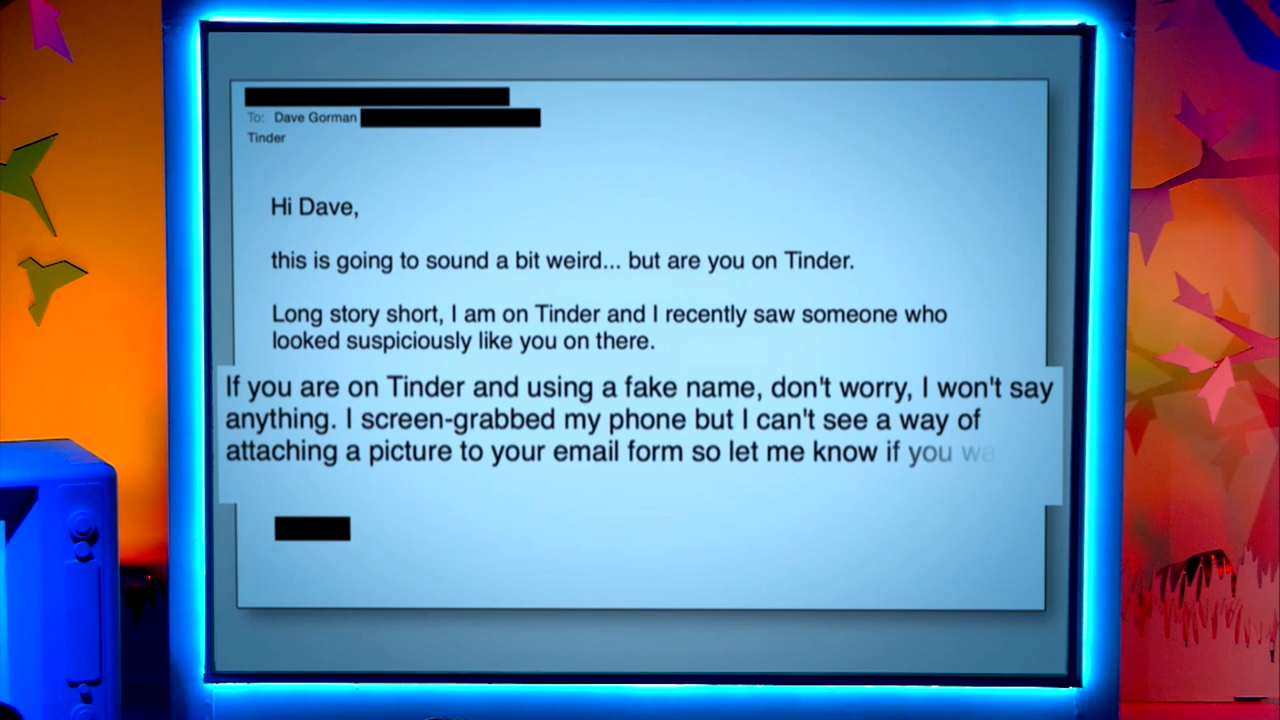 To: Dave Gorman
Tinder
Hi Dave,
this is going to sound a bit weird... but are you on Tinder.
Long story short, I am on Tinder and I recently saw someone who
looked suspiciously like you on there.
If you are on Tinder and using a fake name, don't worry, I won't say
anything. I screen-grabbed my phone but I can't see a way of
attaching a picture to your email form so let me know if you wa